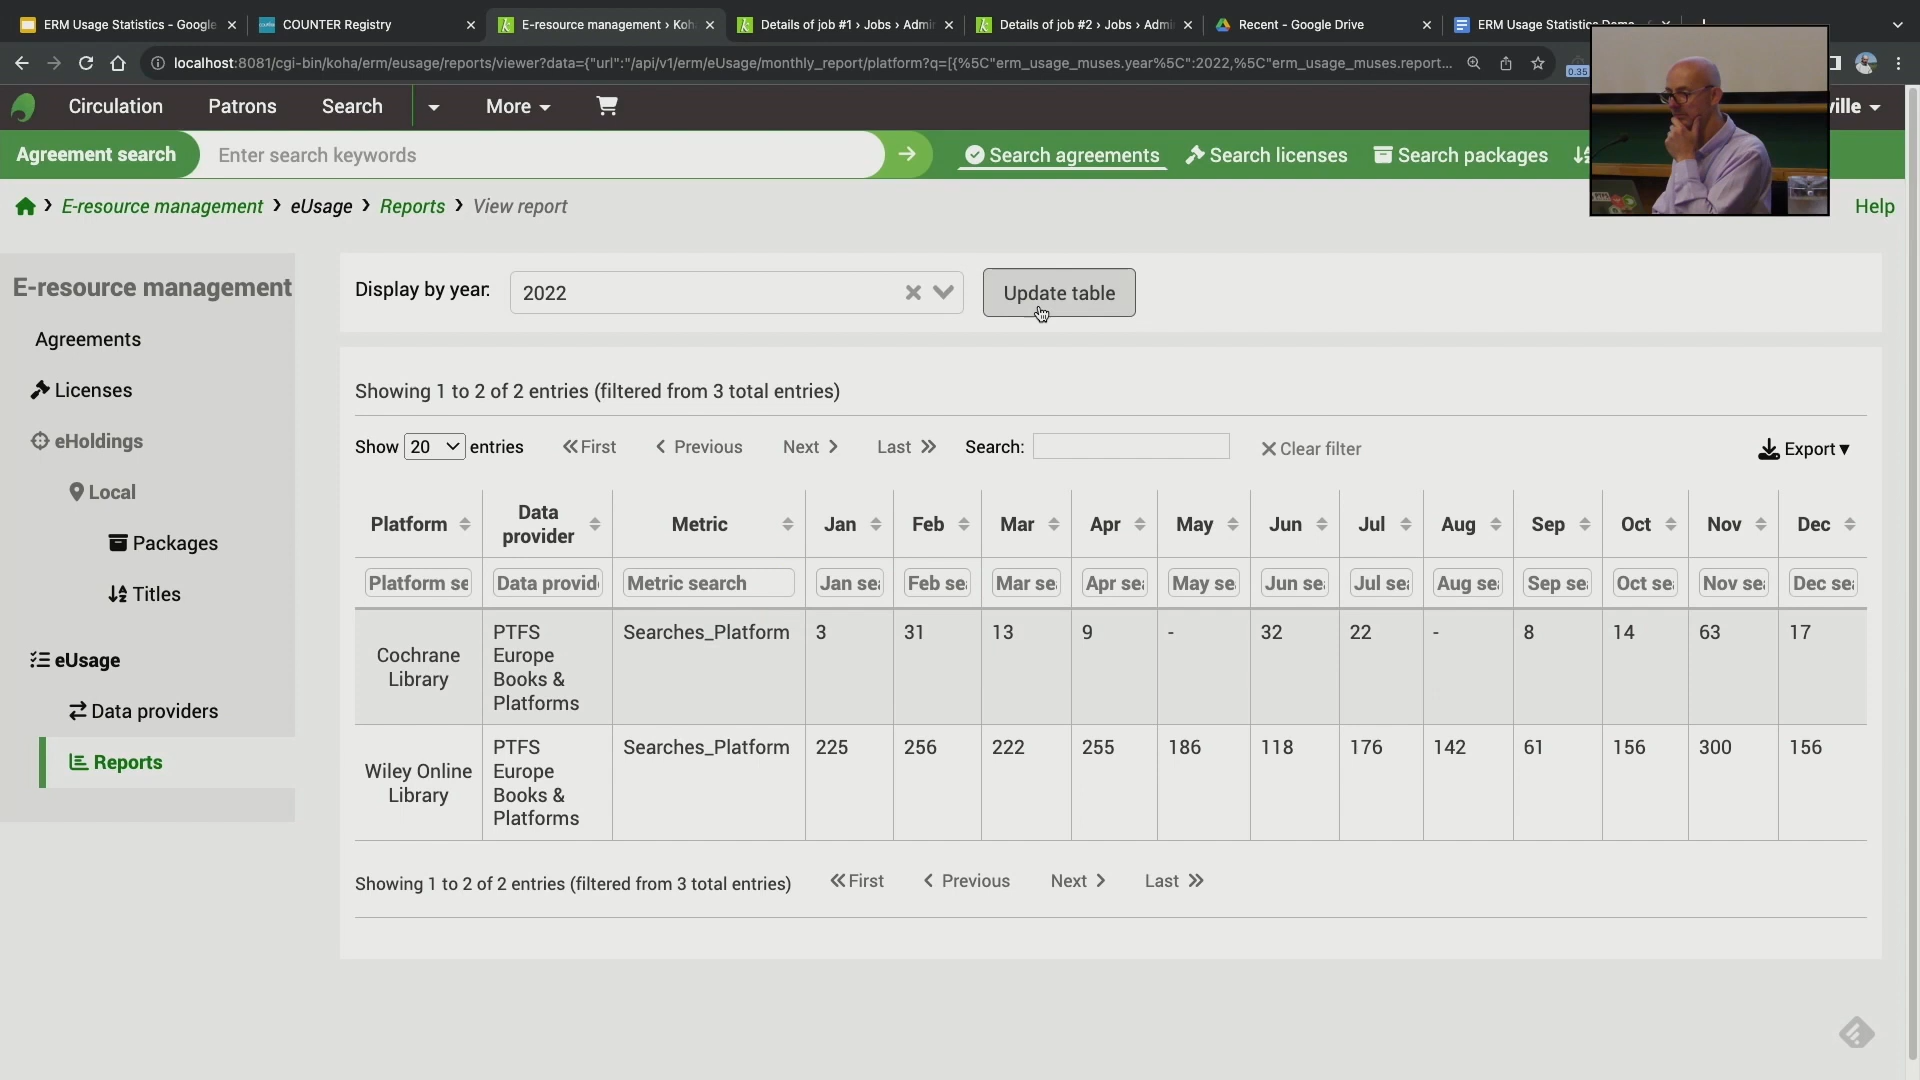 ERM Usage Statistics - Google
COUNTER Registry
E-resource management › Koh
Details of job #1 › Jobs › Admi
Details of job #2 › Jobs › Admi
Recent - Google Drive
ERM Usage Statistics Demo
localhost:8081/cgi-bin/koha/erm/eusage/reports/viewer?data={"url":"/api/v1/erm/eUsage/monthly_report/platform?q=[{%5C"erm_usage_muses.year%5C":2022,%5C"erm_usage_muses.report...
0.35
Circulation Patrons Search More ville
Agreement search Enter search keywords Search agreements Search licenses Search packages
E-resource management eUsage Reports View report Help
E-resource management
Agreements
Licenses
eHoldings
Local
Packages
Titles
eUsage
Data providers
Reports
Display by year: 2022 Update table
Showing 1 to 2 of 2 entries (filtered from 3 total entries)
Show 20 entries First Previous Next Last Search: Clear filter Export
Platform Data provider Metric Jan Feb Mar Apr May Jun Jul Aug Sep Oct Nov Dec
Platform se Data provid Metric search Jan sea Feb sea Mar se Apr sea May se Jun se Jul sea Aug se Sep se Oct se Nov se Dec se
Cochrane Library PTFS Europe Books & Platforms Searches_Platform 3 31 13 9 - 32 22 - 8 14 63 17
Wiley Online Library PTFS Europe Books & Platforms Searches_Platform 225 256 222 255 186 118 176 142 61 156 300 156
Showing 1 to 2 of 2 entries (filtered from 3 total entries) First Previous Next Last